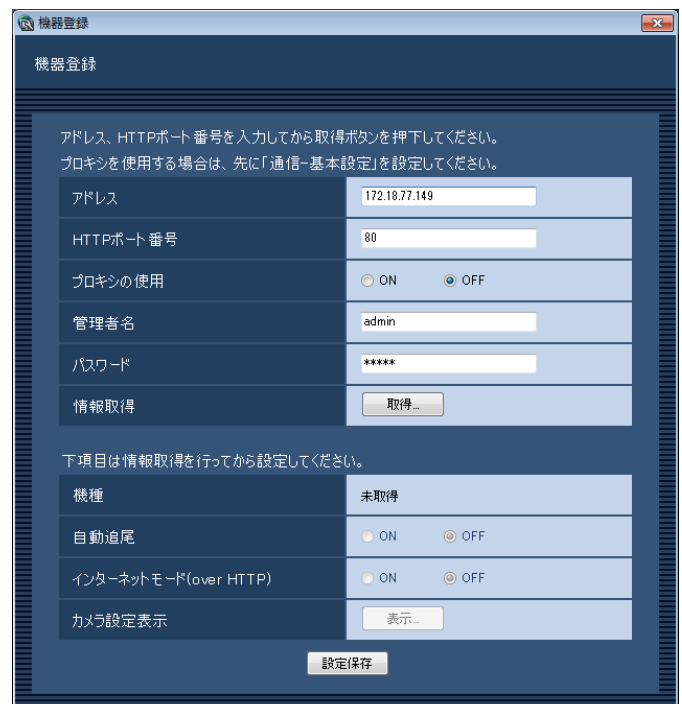 機器登録
機器登録
アドレス、HTTPポート番号を入力してから取得ボタンを押下してください。
プロキシを使用する場合は、先に「通信-基本設定」を設定してください。
アドレス 172.18.77.149
HTTPポート番号 80
プロキシの使用 ON OFF
管理者名 admin
パスワード *****
情報取得 取得...
下項目は情報取得を行ってから設定してください。
機種 未取得
自動追尾 ON OFF
インターネットモード(over HTTP) ON OFF
カメラ設定表示 表示...
設定保存